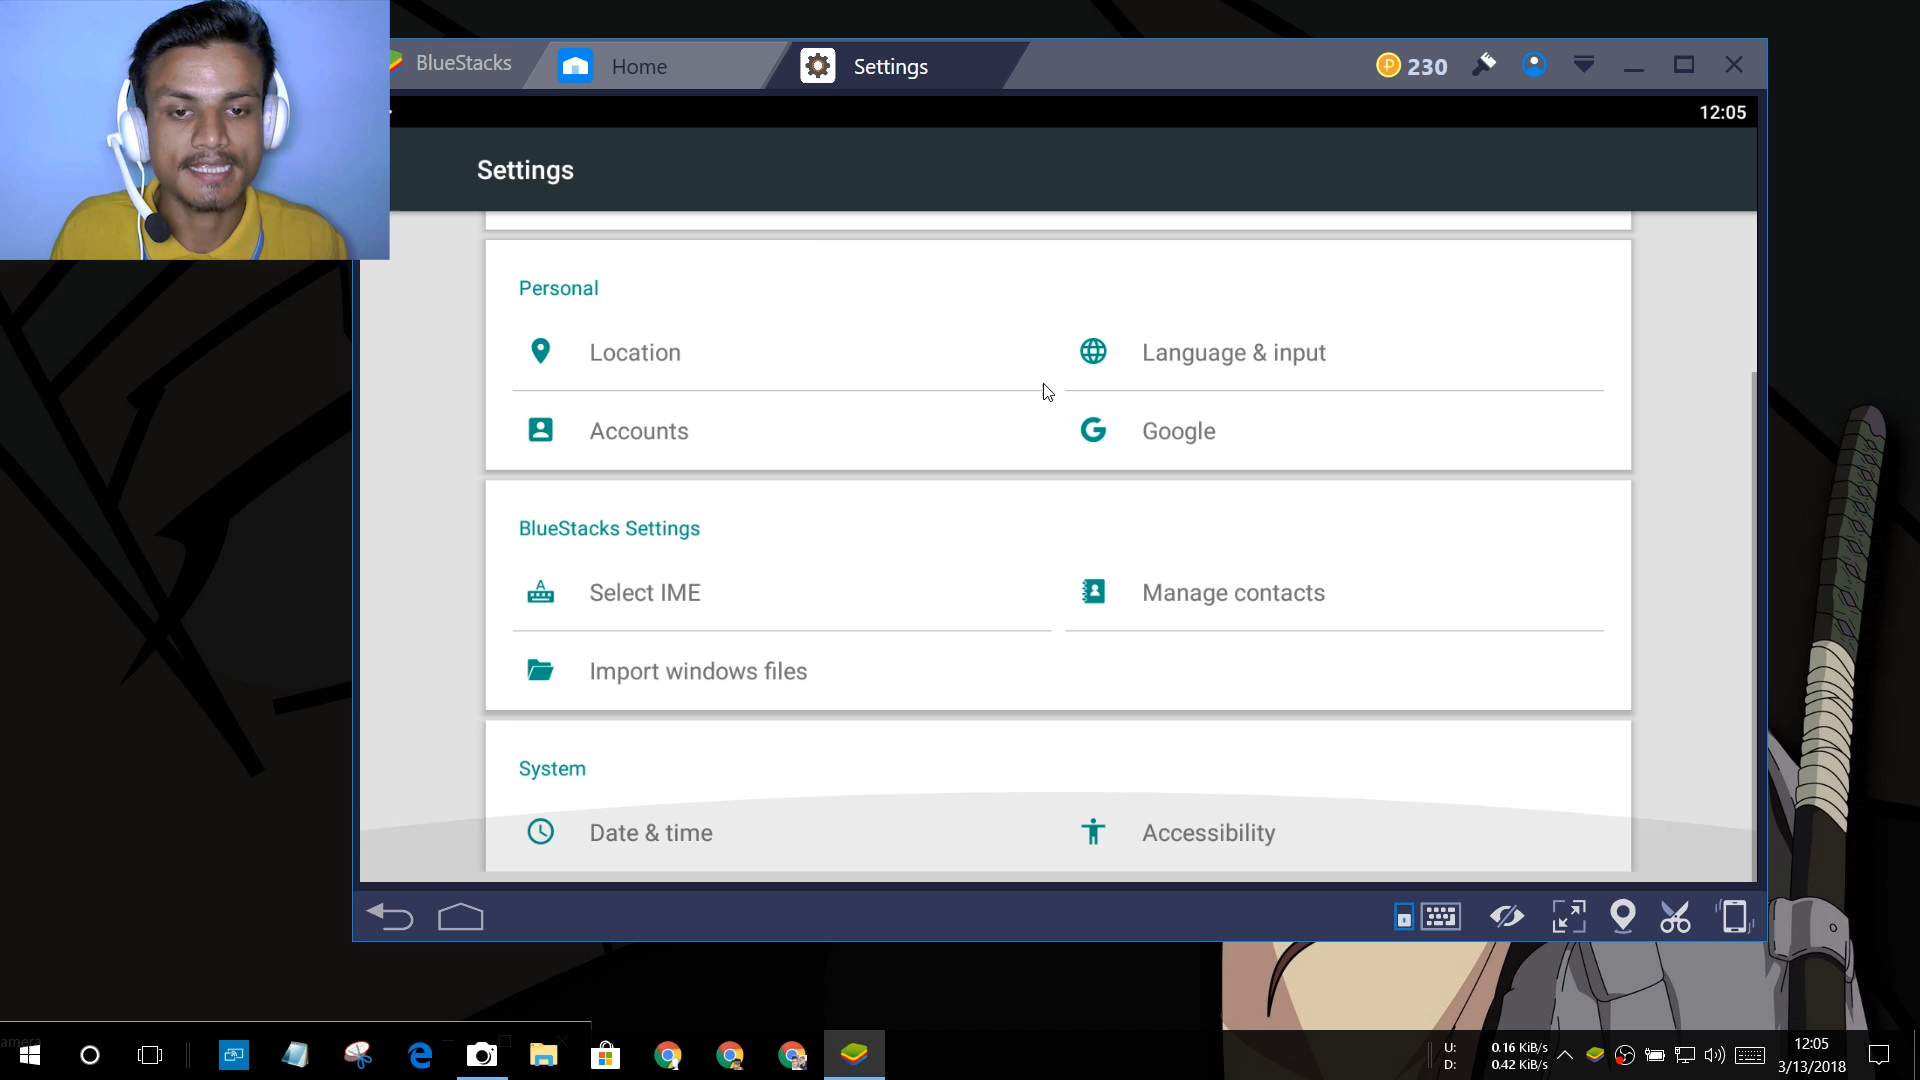 BlueStacks
Home
Settings
230
12:05
Settings
Personal
Location
Language & input
Accounts
Google
BlueStacks Settings
Select IME
Manage contacts
Import windows files
System
Date & time
Accessibility
amera
U: 0.16 KiB/s
D: 0.42 KiB/s
12:05
3/13/2018